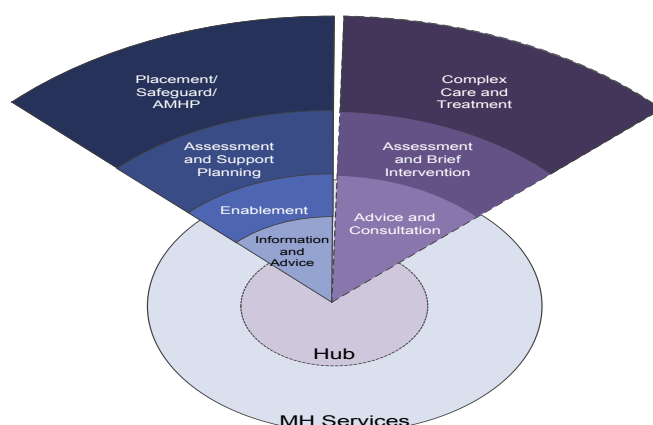 Placement/
Safeguard/
AMHP
Assessment
and Support
Planning
Enablement
Information
and
Advice
Complex
Care and
Treatment
Assessment
and Brief
Intervention
Advice and
Consultation
Hub
MH Services